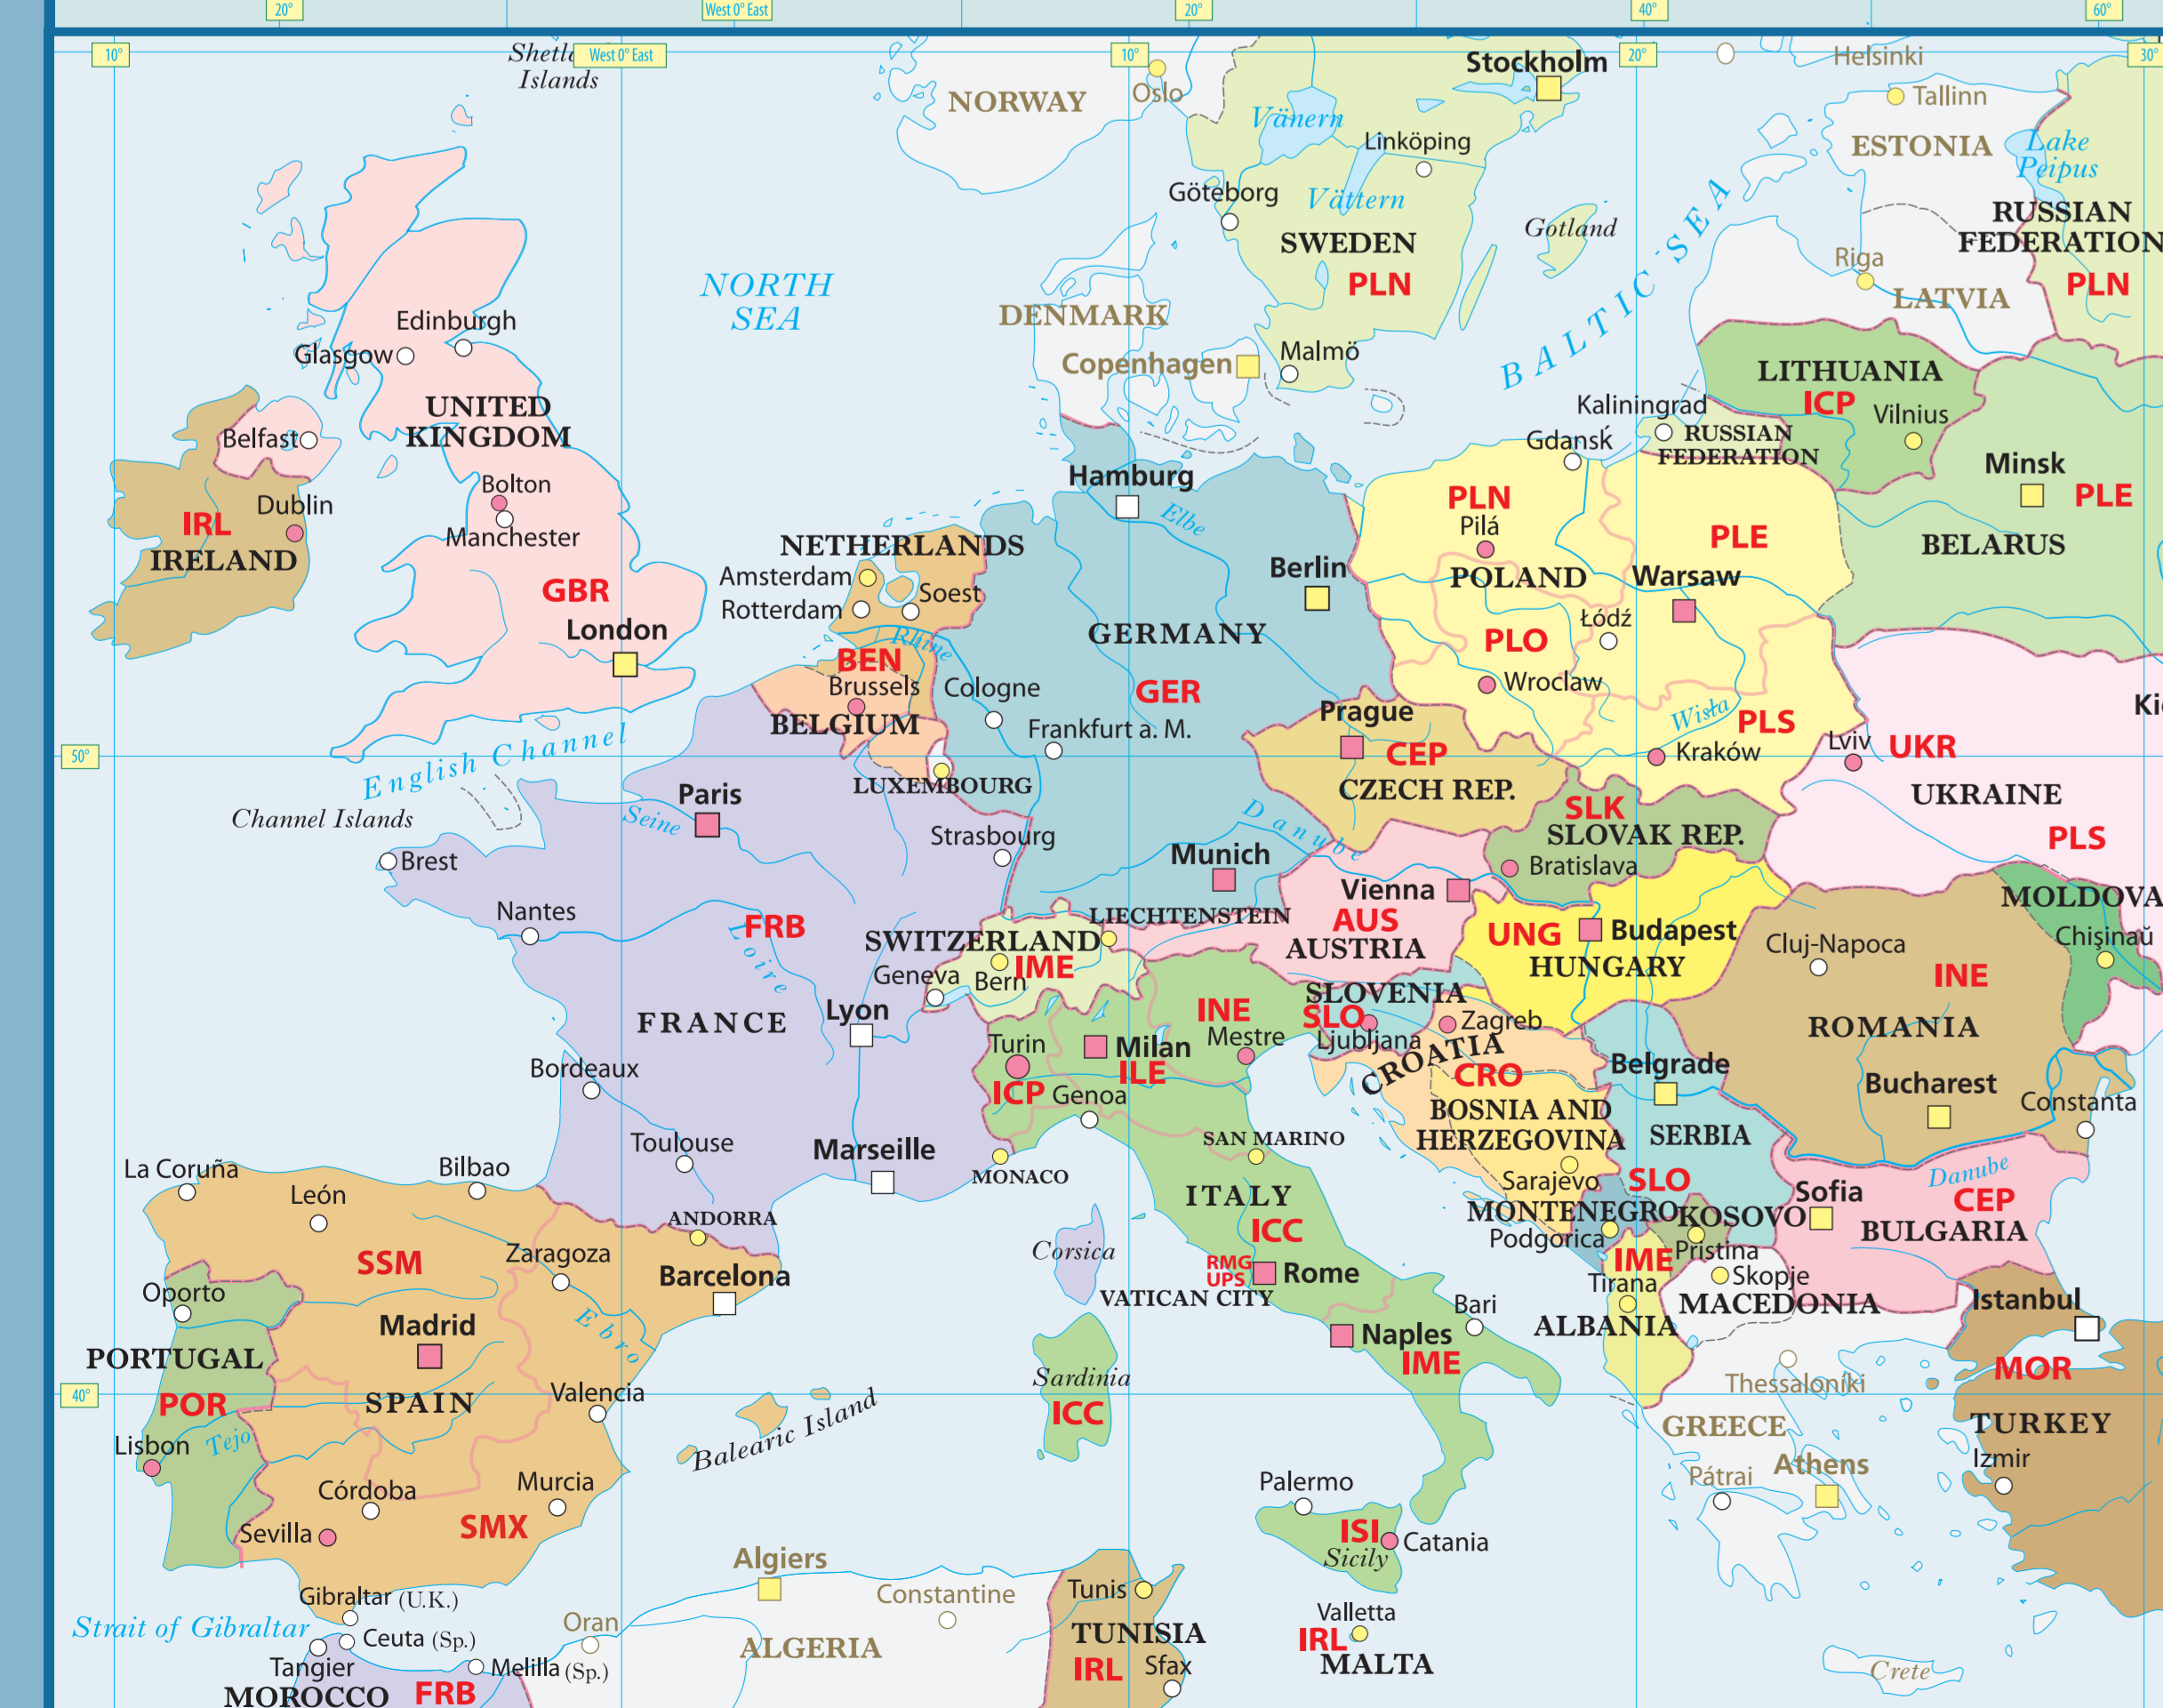 20°
West 0° East
20°
40°
60°
10°
West 0° East
10°
20°
30°
Islands
NORWAY
Oslo
Stockholm
Helsinki
Tallinn
ESTONIA
Lake
Peipus
Vänern
Linköping
Göteborg
Vättern
SWEDEN
PLN
Gotland
BALTIC SEA
RUSSIAN
FEDERATION
PLN
Riga
LATVIA
NORTH
SEA
DENMARK
Copenhagen
Malmö
Edinburgh
Glasgow
UNITED
KINGDOM
Belfast
LITHUANIA
ICP
Vilnius
Kaliningrad
RUSSIAN
FEDERATION
Gdansḱ
Minsk
PLE
BELARUS
Bolton
Manchester
Dublin
IRL
IRELAND
GBR
London
Hamburg
Elbe
Berlin
NETHERLANDS
Amsterdam
Rotterdam
Soest
Rhine
GERMANY
GER
PLN
Pilá
POLAND
PLE
Warsaw
Łódź
PLO
Wroclaw
Wista
PLS
Kraków
BEN
Brussels
BELGIUM
Cologne
Frankfurt a. M.
LUXEMBOURG
50°
English Channel
Channel Islands
Prague
CEP
CZECH REP.
Lviv
UKR
UKRAINE
PLS
SLK
SLOVAK REP.
Bratislava
Paris
Seine
Brest
Strasbourg
Danube
Munich
Vienna
AUS
AUSTRIA
Nantes
FRB
Loire
LIECHTENSTEIN
SWITZERLAND
IME
Geneva
Bern
UNG
Budapest
HUNGARY
MOLDOVA
Chişinaŭ
Cluj-Napoca
INE
ROMANIA
FRANCE
Lyon
INE
Mestre
SLOVENIA
SLO
Ljubljana
Zagreb
CROATIA
CRO
Turin
ICP
Milan
ILE
Genoa
Bordeaux
Belgrade
Bucharest
Constanta
BOSNIA AND
HERZEGOVINA
SERBIA
Sarajevo
SLO
Toulouse
Marseille
MONACO
SAN MARINO
La Coruña
León
Bilbao
ANDORRA
ITALY
ICC
MONTENEGRO
Podgorica
KOSOVO
Pristina
Sofia
Danube
CEP
BULGARIA
Corsica
SSM
Zaragoza
Barcelona
Oporto
Ebro
RMG
UPS
Rome
VATICAN CITY
IME
Tirana
Skopje
MACEDONIA
ALBANIA
Bari
Istanbul
Madrid
Naples
IME
PORTUGAL
POR
SPAIN
Valencia
40°
Balearic Island
Sardinia
ICC
Thessaloníki
GREECE
MOR
TURKEY
Izmir
Lisbon
Tejo
Córdoba
Murcia
Sevilla
SMX
Palermo
ISI
Catania
Sicily
Pátrai
Athens
Gibraltar (U.K.)
Strait of Gibraltar
Ceuta (Sp.)
Tangier
Melilla (Sp.)
MOROCCO
FRB
Algiers
Oran
Constantine
ALGERIA
Tunis
TUNISIA
IRL
Sfax
Valletta
IRL
MALTA
Crete